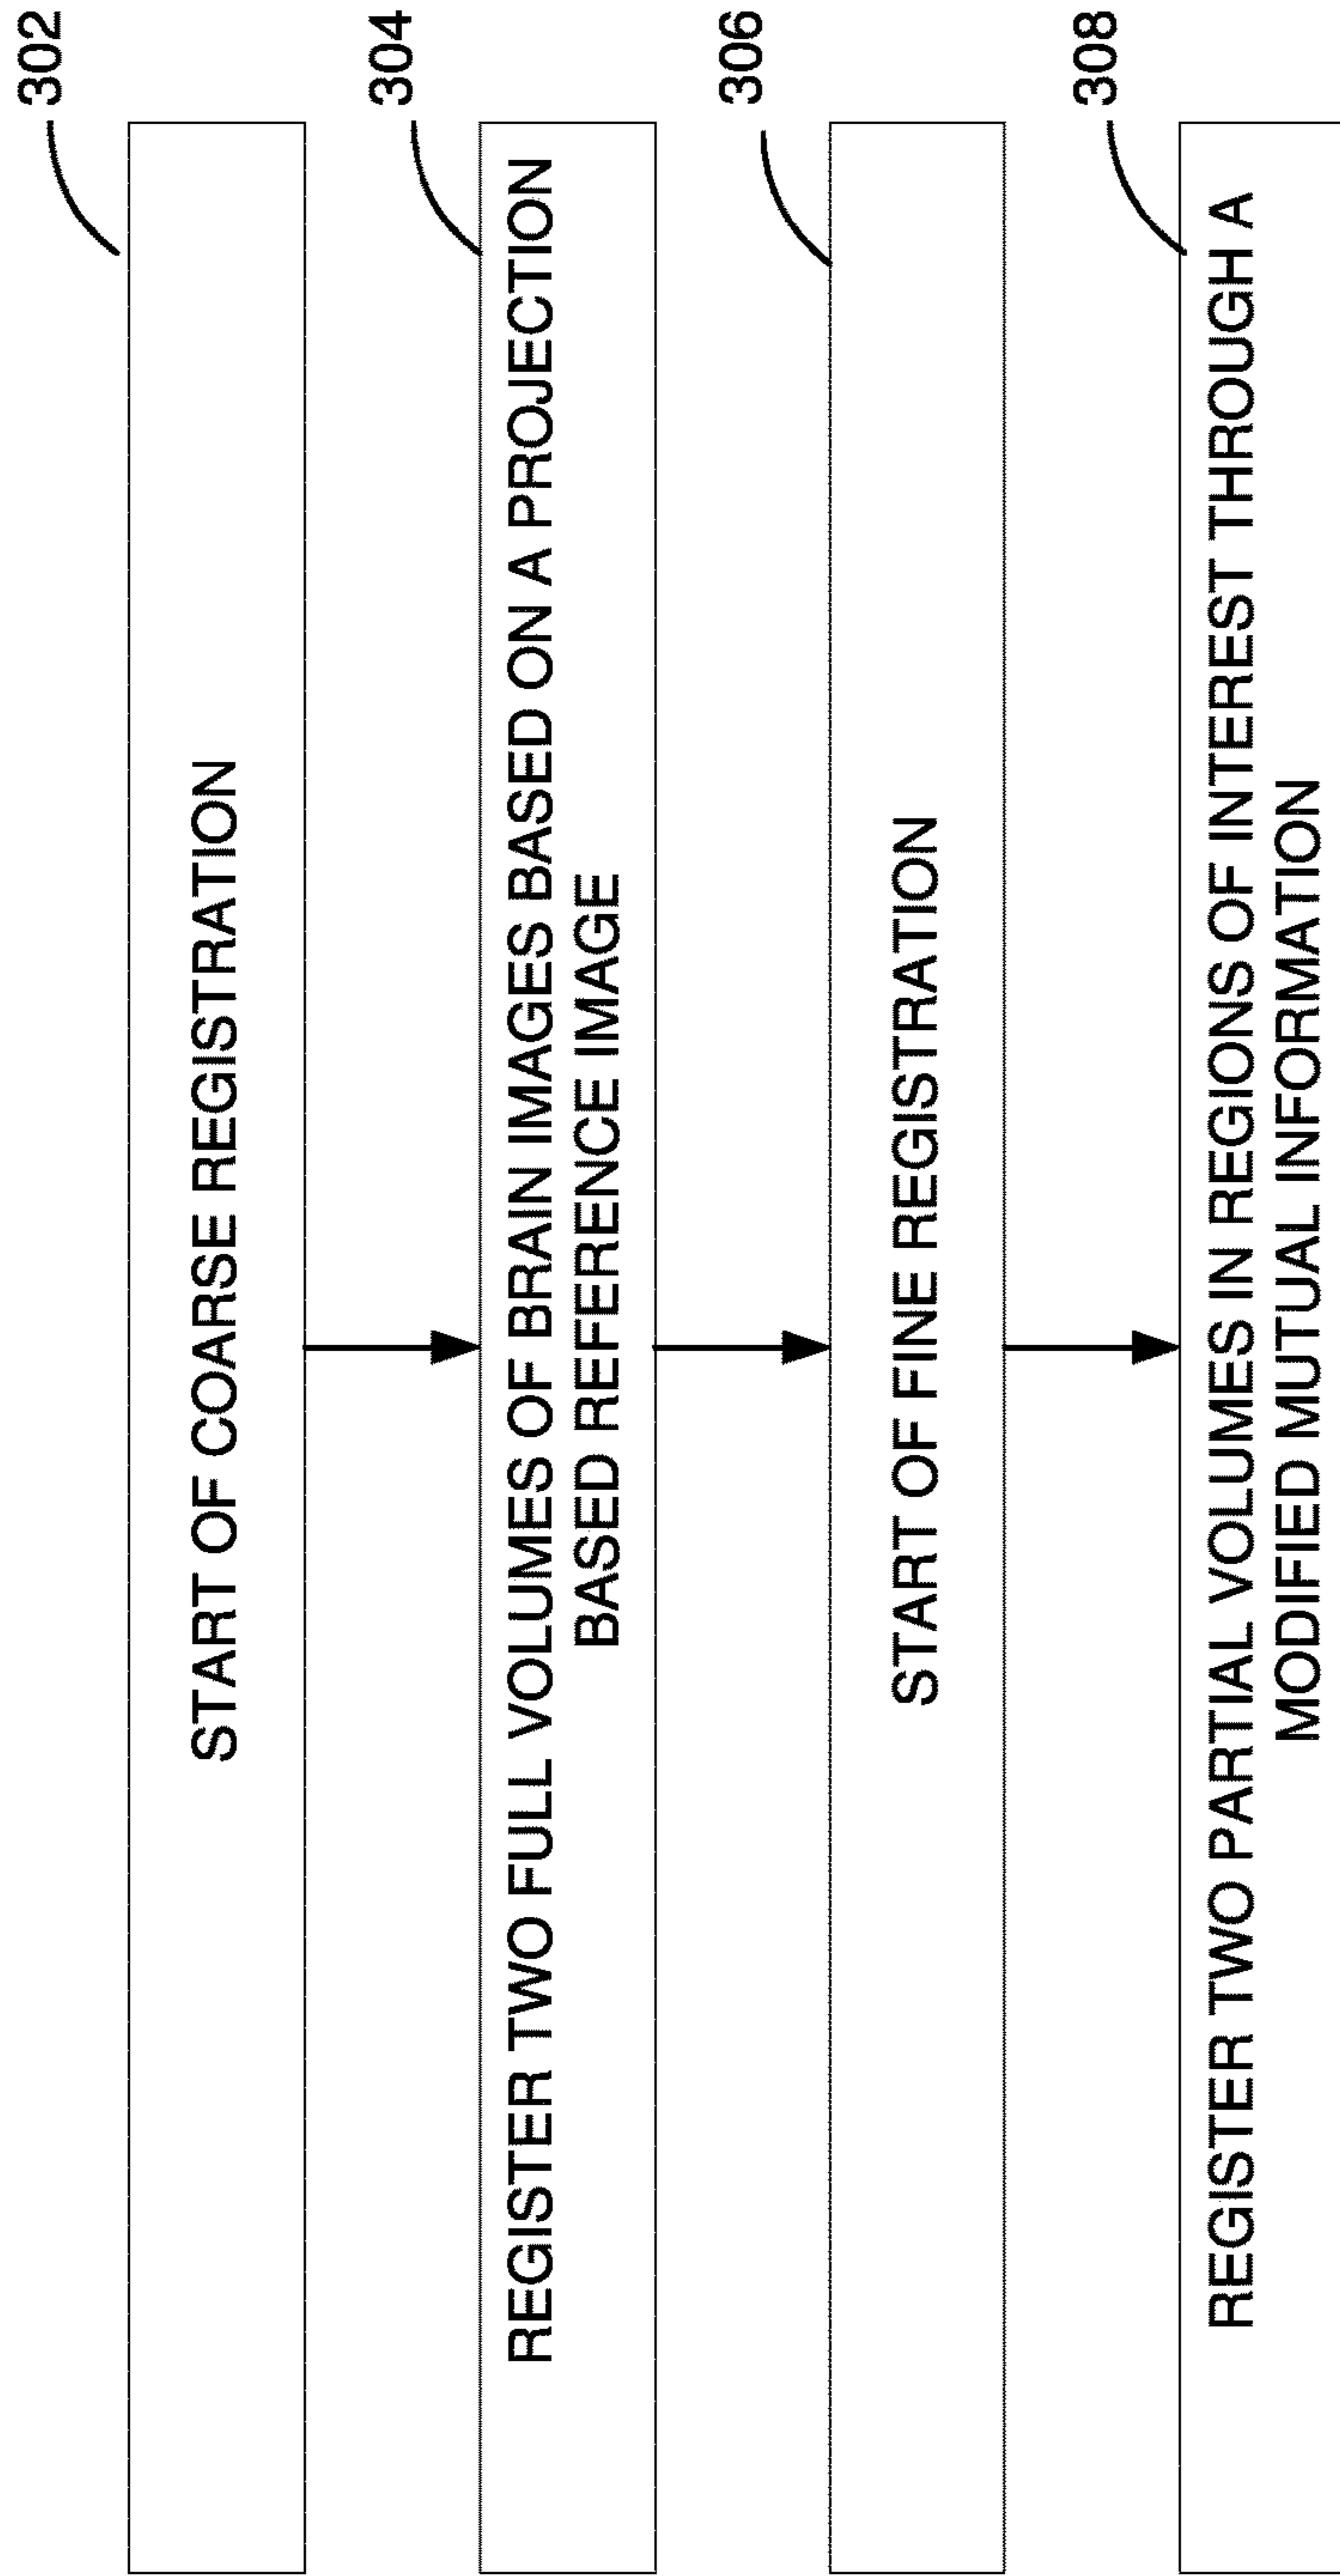 302
START OF COARSE REGISTRATION
304
REGISTER TWO FULL VOLUMES OF BRAIN IMAGES BASED ON A PROJECTION
BASED REFERENCE IMAGE
306
START OF FINE REGISTRATION
308
REGISTER TWO PARTIAL VOLUMES IN REGIONS OF INTEREST THROUGH A
MODIFIED MUTUAL INFORMATION